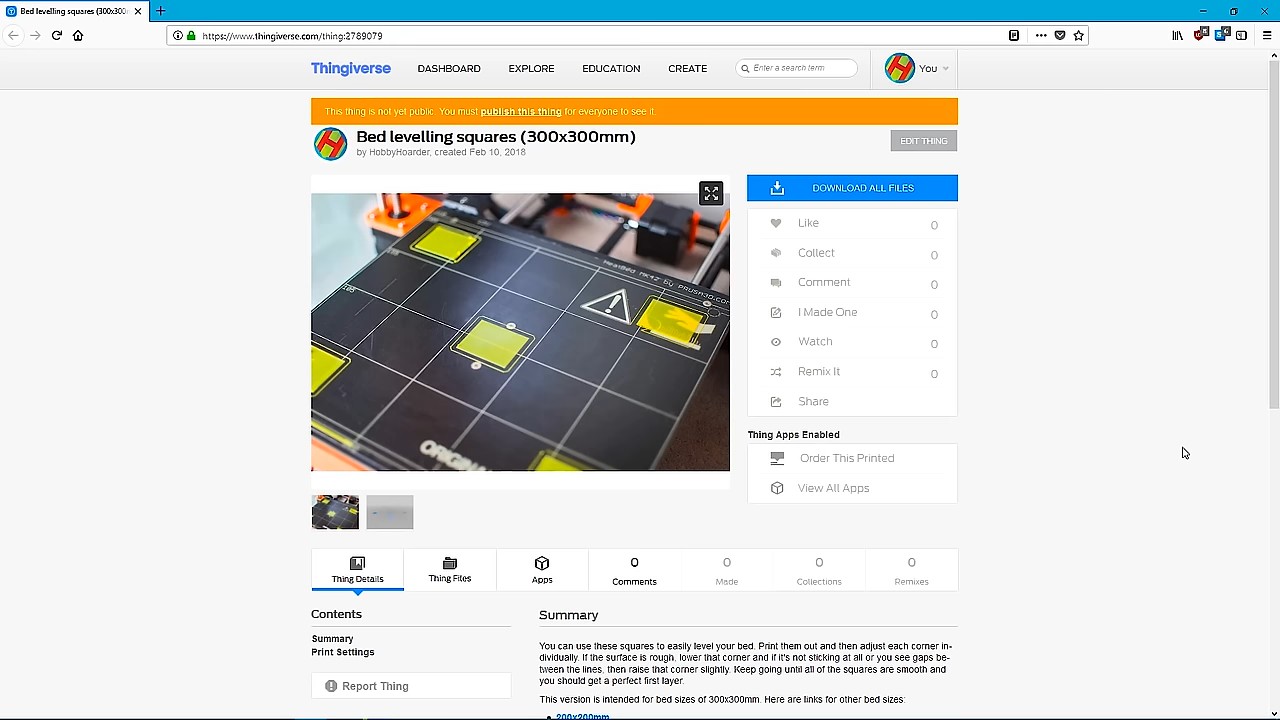 Bed levelling squares (300x300m
https://www.thingiverse.com/thing:2789079
Thingiverse
DASHBOARD
EXPLORE
EDUCATION
CREATE
Enter a search term
You
This thing is not yet public. You must publish this thing for everyone to see it.
Bed levelling squares (300x300mm)
by HobbyHoarder, created Feb 10, 2018
EDIT THING
DOWNLOAD ALL FILES
Like 0
Collect 0
Comment 0
I Made One 0
Watch 0
Remix It 0
Share
HeatBed MK42 by PRUSA3D.com
ORIGIN
Thing Apps Enabled
Order This Printed
View All Apps
Thing Details
Thing Files
Apps
0
Comments
0
Made
0
Collections
0
Remixes
Contents
Summary
Print Settings
Report Thing
Summary
You can use these squares to easily level your bed. Print them out and then adjust each corner in-
dividually. If the surface is rough, lower that corner and if it's not sticking at all or you see gaps be-
tween the lines, then raise that corner slightly. Keep going until all of the squares are smooth and
you should get a perfect first layer.
This version is intended for bed sizes of 300x300mm. Here are links for other bed sizes:
200x200mm